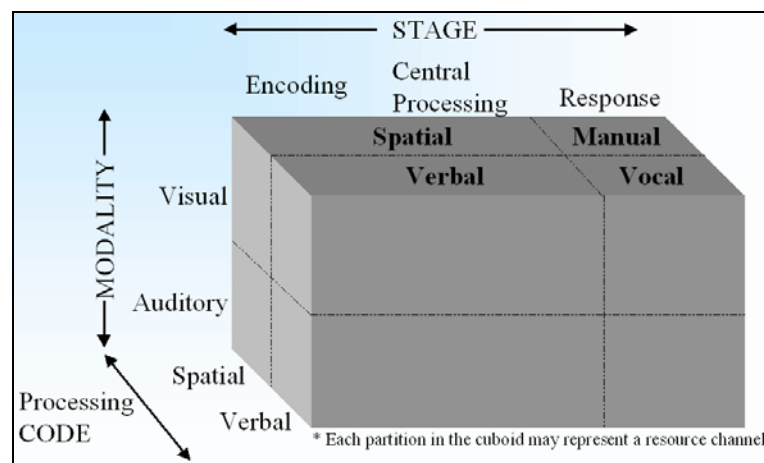 STAGE
Encoding
Central
Processing
Response
Spatial
Manual
Verbal
Vocal
MODALITY
Visual
Auditory
Spatial
Verbal
Processing
CODE
* Each partition in the cuboid may represent a resource channel